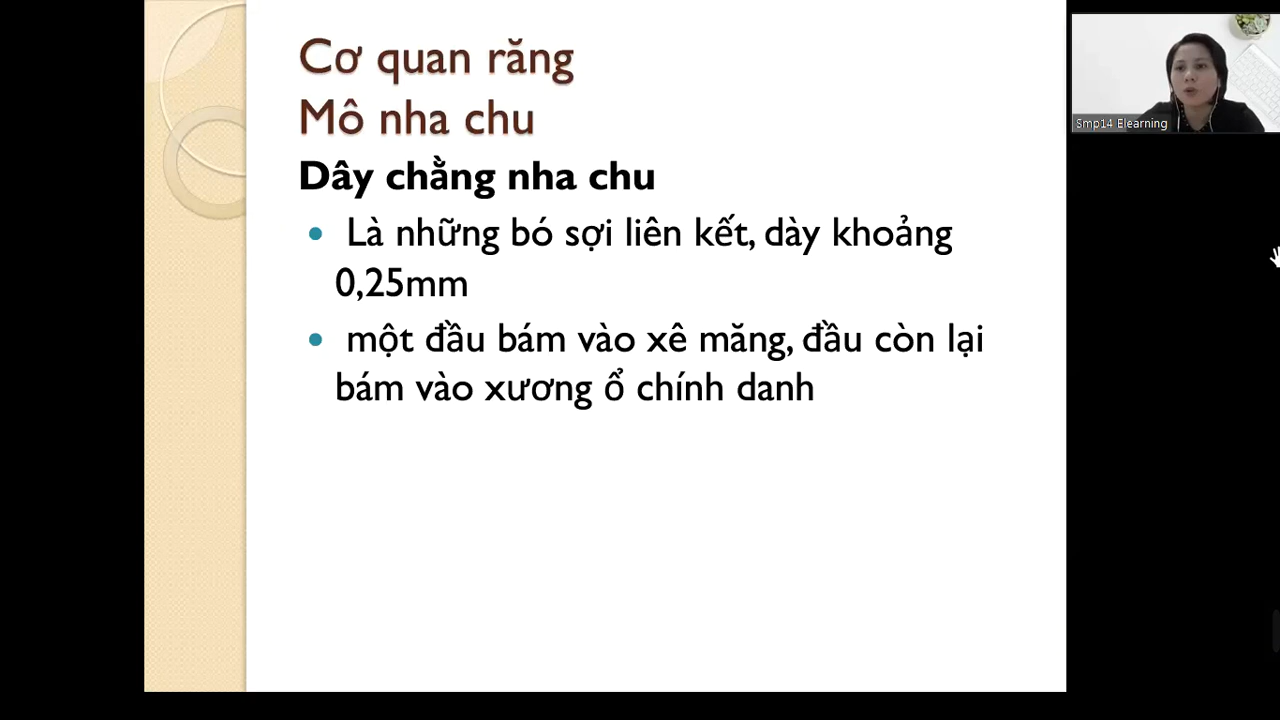 Cơ quan răng
Mô nha chu
Dây chằng nha chu
• Là những bó sợi liên kết, dày khoảng
0,25mm
• một đầu bám vào xê măng, đầu còn lại
bám vào xương ổ chính danh
Smp14 Elearning